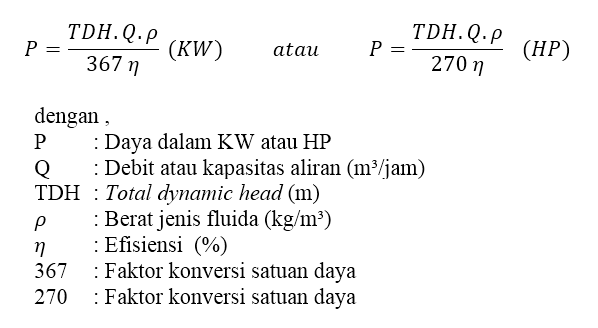 P = TDH.Q.ρ / 367 η (KW) atau P = TDH.Q.ρ / 270 η (HP)
dengan ,
P : Daya dalam KW atau HP
Q : Debit atau kapasitas aliran (m³/jam)
TDH : Total dynamic head (m)
ρ : Berat jenis fluida (kg/m³)
η : Efisiensi (%)
367 : Faktor konversi satuan daya
270 : Faktor konversi satuan daya